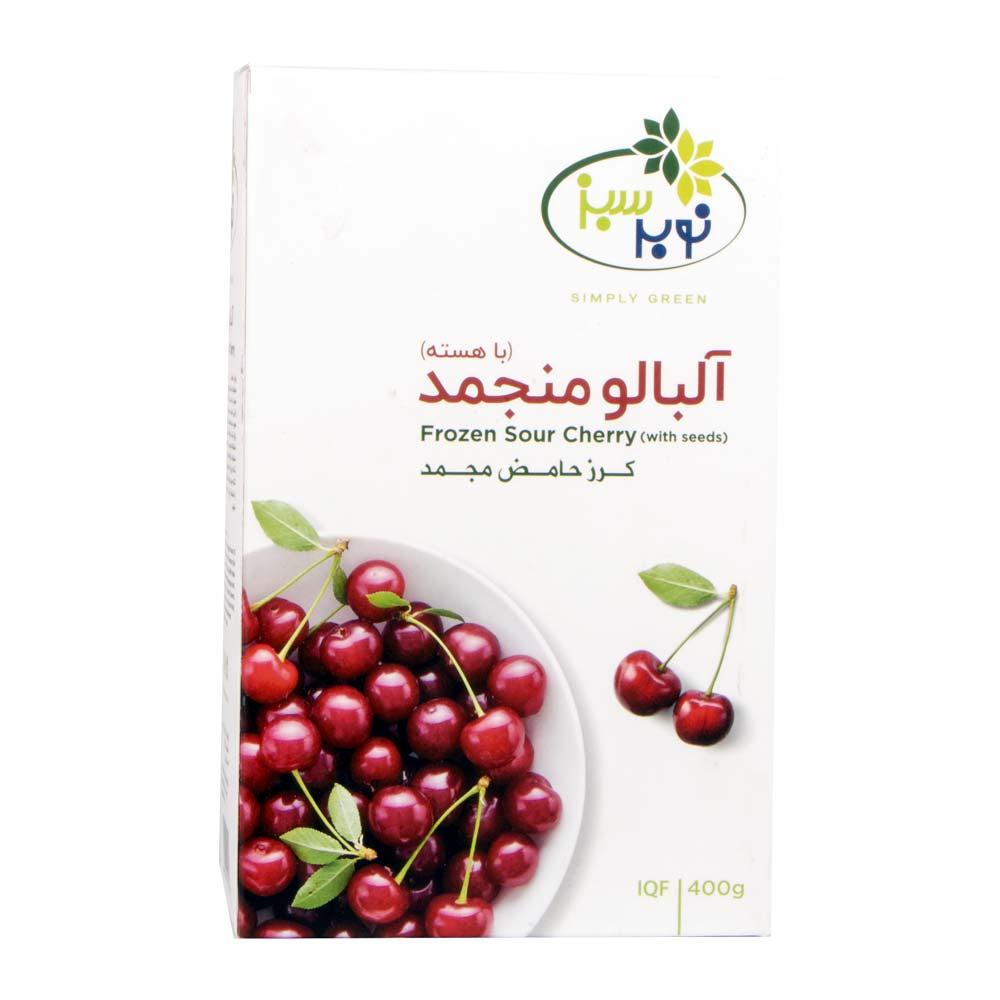 نوبر سبز
SIMPLY GREEN
(با هسته)
آلبالو منجمد
Frozen Sour Cherry (with seeds)
كرز حامض مجمد
IQF | 400g